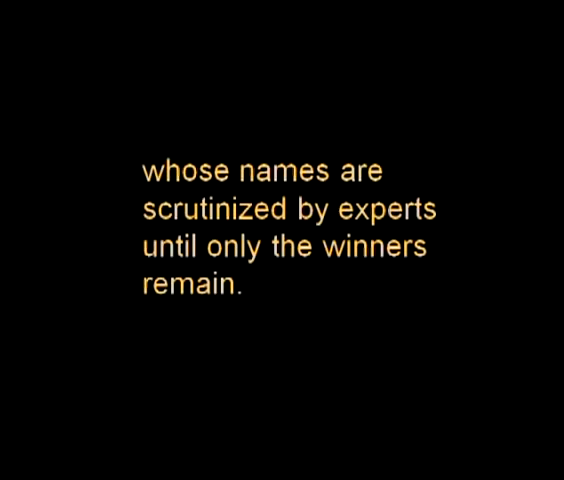 whose names are
scrutinized by experts
until only the winners
remain.